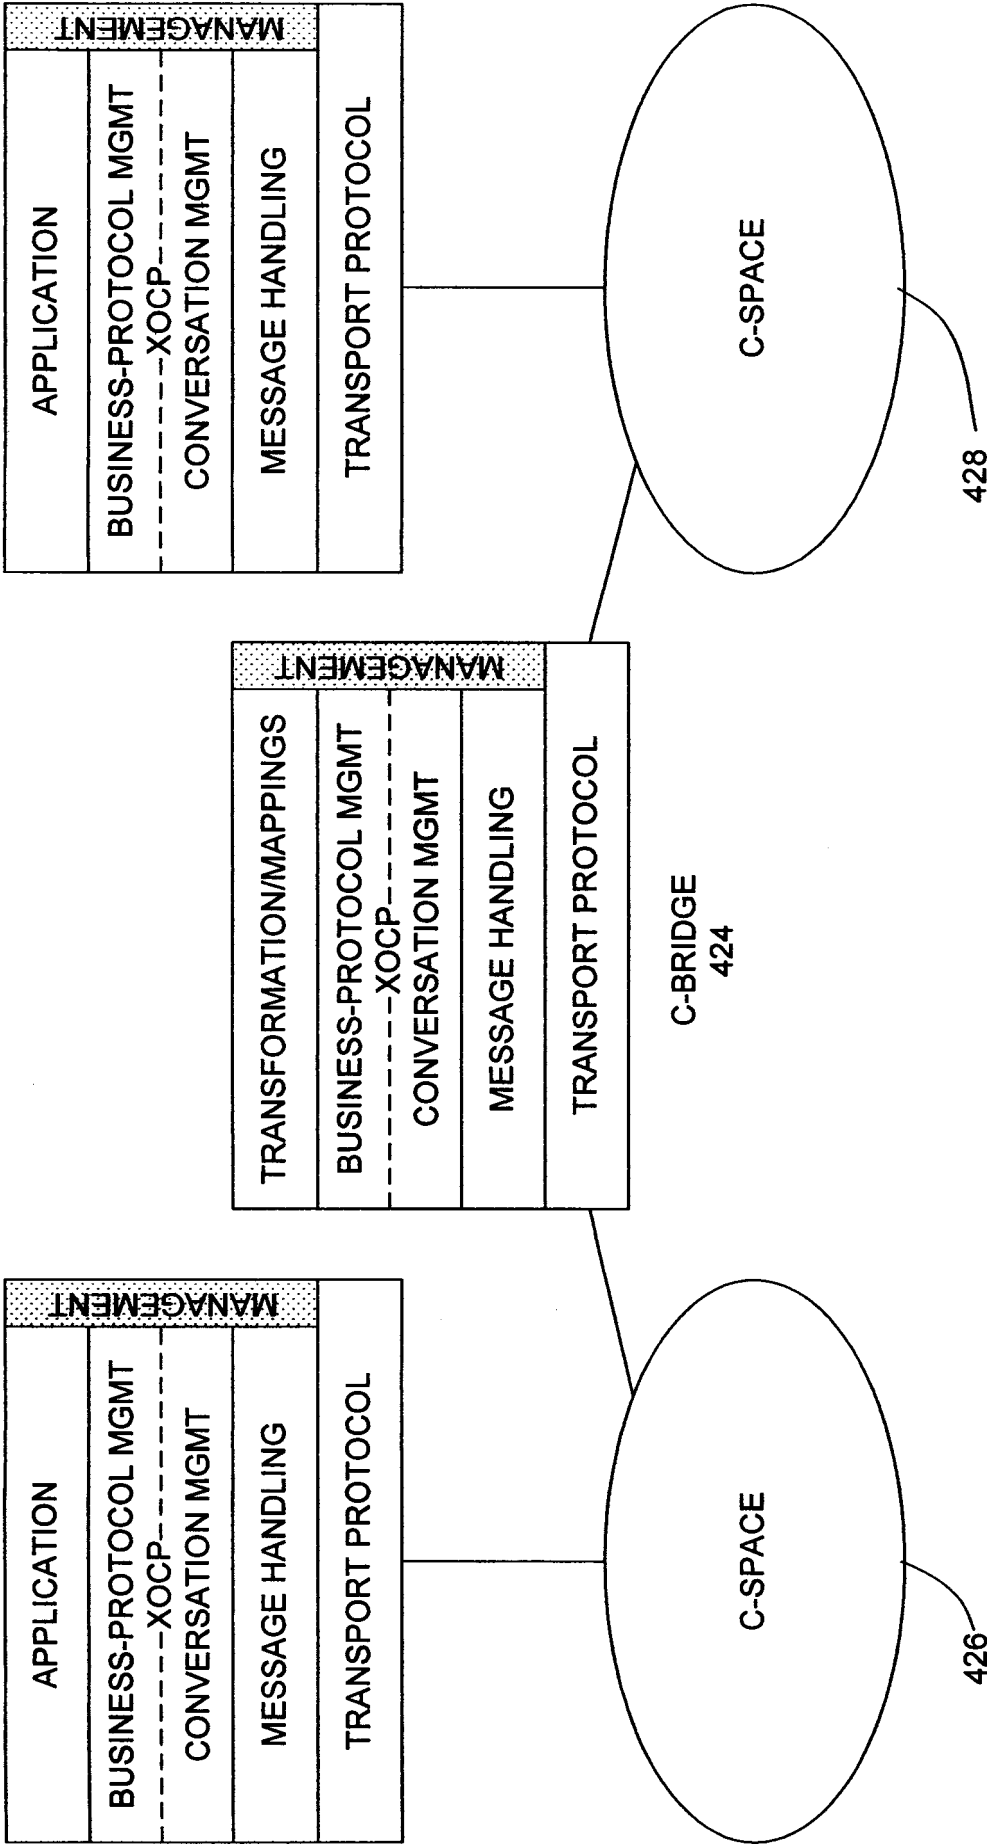 APPLICATION
BUSINESS-PROTOCOL MGMT
XOCP
CONVERSATION MGMT
MESSAGE HANDLING
TRANSPORT PROTOCOL
MANAGEMENT
C-SPACE
426
TRANSFORMATION/MAPPINGS
BUSINESS-PROTOCOL MGMT
XOCP
CONVERSATION MGMT
MESSAGE HANDLING
TRANSPORT PROTOCOL
MANAGEMENT
C-BRIDGE
424
APPLICATION
BUSINESS-PROTOCOL MGMT
XOCP
CONVERSATION MGMT
MESSAGE HANDLING
TRANSPORT PROTOCOL
MANAGEMENT
C-SPACE
428